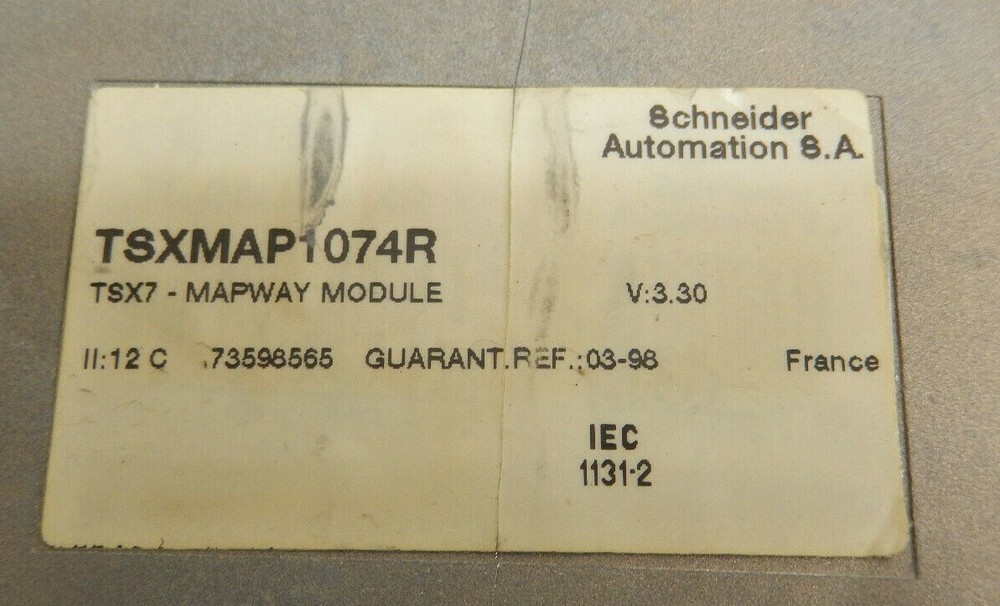 Schneider
Automation S.A.
TSXMAP1074R
TSX7 - MAPWAY MODULE V:3.30
II:12 C .73598565 GUARANT.REF.:03-98 France
IEC
1131-2